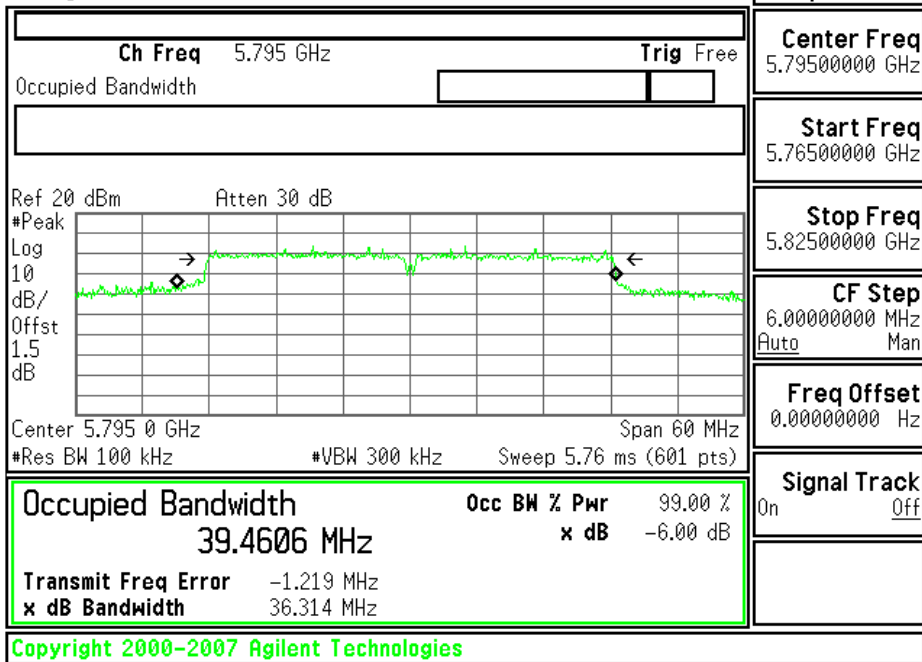 Ch Freq 5.795 GHz Trig Free
Occupied Bandwidth
Ref 20 dBm Atten 30 dB
#Peak
Log
10
dB/
Offst
1.5
dB
Center 5.795 0 GHz Span 60 MHz
#Res BW 100 kHz #VBW 300 kHz Sweep 5.76 ms (601 pts)
Occupied Bandwidth Occ BW % Pwr 99.00 %
39.4606 MHz x dB -6.00 dB
Transmit Freq Error -1.219 MHz
x dB Bandwidth 36.314 MHz
Copyright 2000-2007 Agilent Technologies
Center Freq
5.79500000 GHz
Start Freq
5.76500000 GHz
Stop Freq
5.82500000 GHz
CF Step
6.00000000 MHz
Auto Man
Freq Offset
0.00000000 Hz
Signal Track
On Off